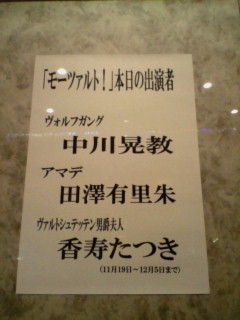 「モーツァルト！」本日の出演者
ヴォルフガング
中川晃教
アマデ
田澤有里朱
ヴァルトシュテッテン男爵夫人
香寿たつき
(11月19日～12月5日まで)